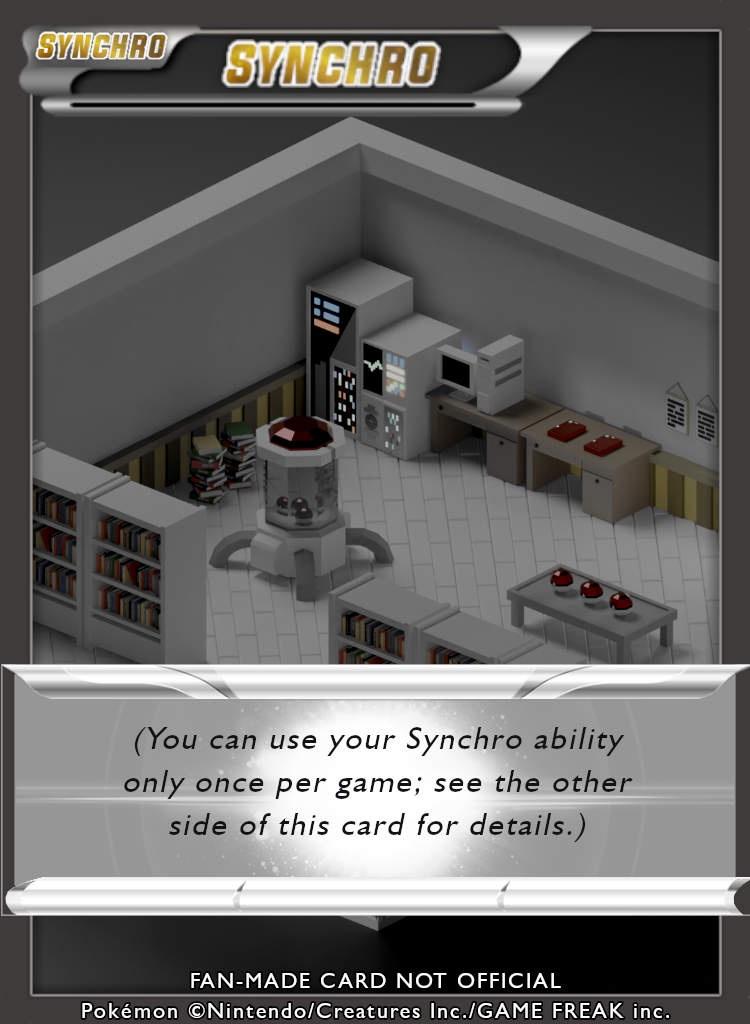 SYNCHRO
SYNCHRO
(You can use your Synchro ability
only once per game; see the other
side of this card for details.)
FAN-MADE CARD NOT OFFICIAL
Pokémon ©Nintendo/Creatures Inc./GAME FREAK inc.